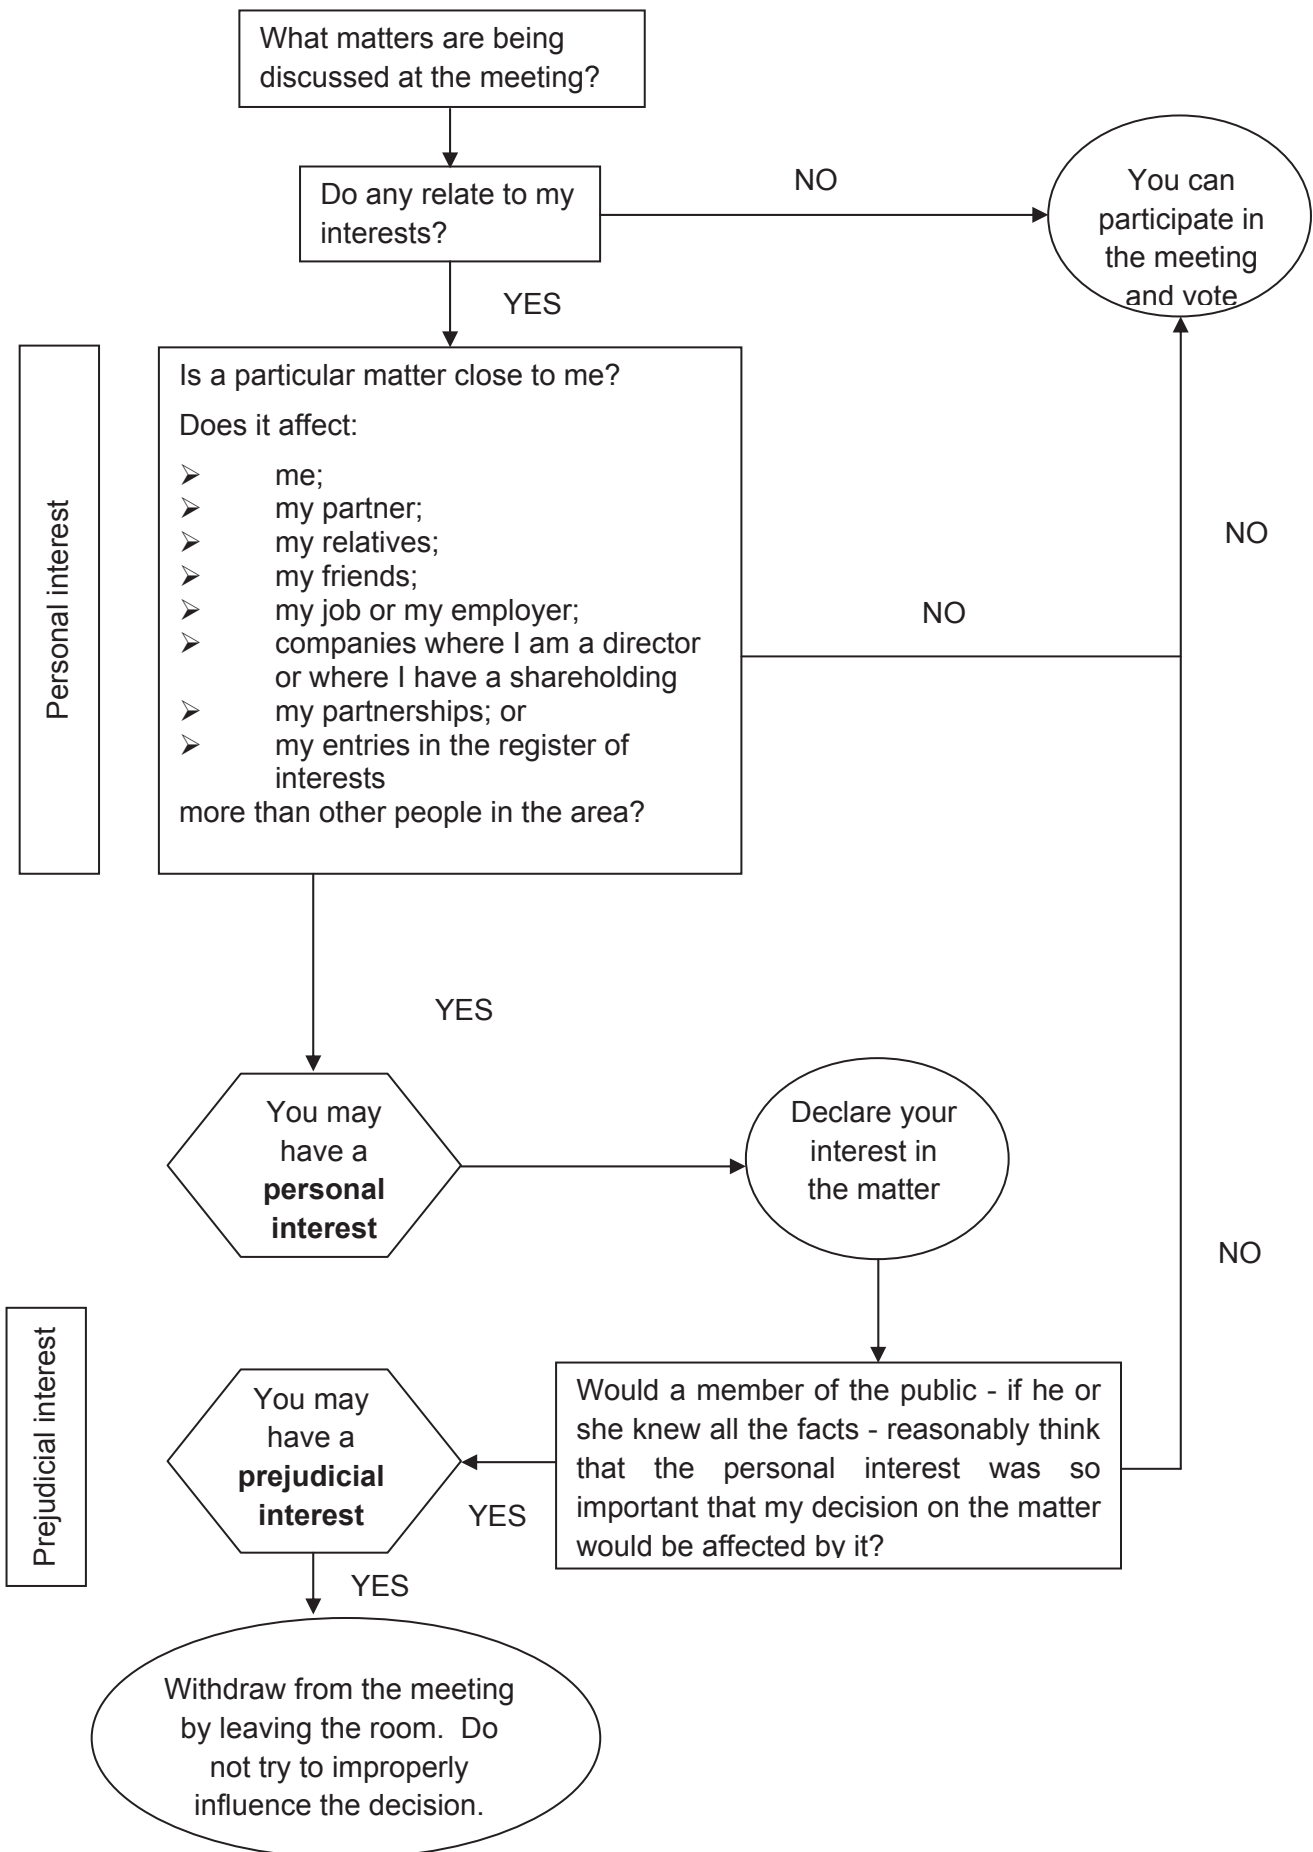 What matters are being
discussed at the meeting?
Do any relate to my
interests?
NO
You can
participate in
the meeting
and vote
YES
Personal interest
Is a particular matter close to me?
Does it affect:
➢ me;
➢ my partner;
➢ my relatives;
➢ my friends;
➢ my job or my employer;
➢ companies where I am a director
or where I have a shareholding
➢ my partnerships; or
➢ my entries in the register of
interests
more than other people in the area?
NO
NO
YES
You may
have a
personal
interest
Declare your
interest in
the matter
NO
Prejudicial interest
Would a member of the public - if he or
she knew all the facts - reasonably think
that the personal interest was so
important that my decision on the matter
would be affected by it?
YES
You may
have a
prejudicial
interest
YES
Withdraw from the meeting
by leaving the room. Do
not try to improperly
influence the decision.